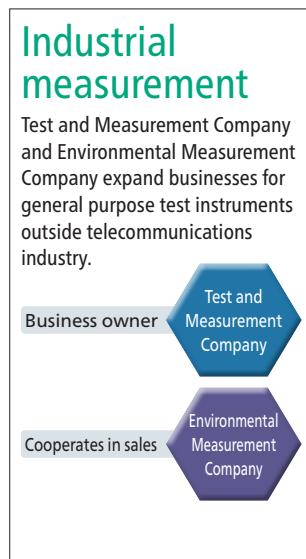 Industrial
measurement
Test and Measurement Company
and Environmental Measurement
Company expand businesses for
general purpose test instruments
outside telecommunications
industry.
Business owner
Test and
Measurement
Company
Cooperates in sales
Environmental
Measurement
Company